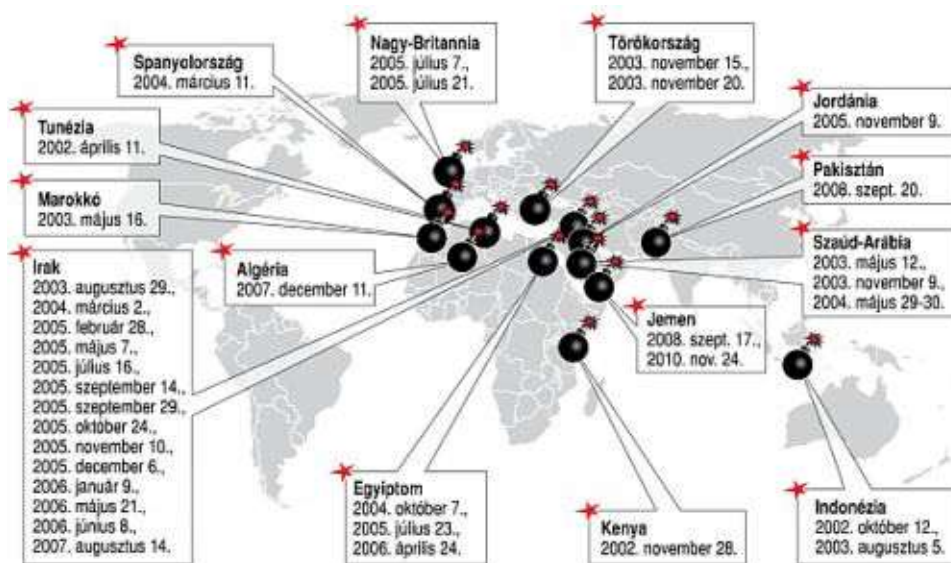 Nagy-Britannia
2005. július 7.,
2005. július 21.
Törökország
2003. november 15.,
2003. november 20.
Spanyolország
2004. március 11.
Jordánia
2005. november 9.
Tunézia
2002. április 11.
Pakisztán
2008. szept. 20.
Marokkó
2003. május 16.
Szaúd-Arábia
2003. május 12.,
2003. november 9.,
2004. május 29-30.
Irak
2003. augusztus 29.,
2004. március 2.,
2005. február 28.,
2005. május 7.,
2005. július 16.,
2005. szeptember 14.,
2005. szeptember 29.,
2005. október 24.,
2005. november 10.,
2005. december 6.,
2006. január 9.,
2006. május 21.,
2006. június 8.,
2007. augusztus 14.
Algéria
2007. december 11.
Jemen
2008. szept. 17.,
2010. nov. 24.
Egyiptom
2004. október 7.,
2005. július 23.,
2006. április 24.
Kenya
2002. november 28.
Indonézia
2002. október 12.,
2003. augusztus 5.